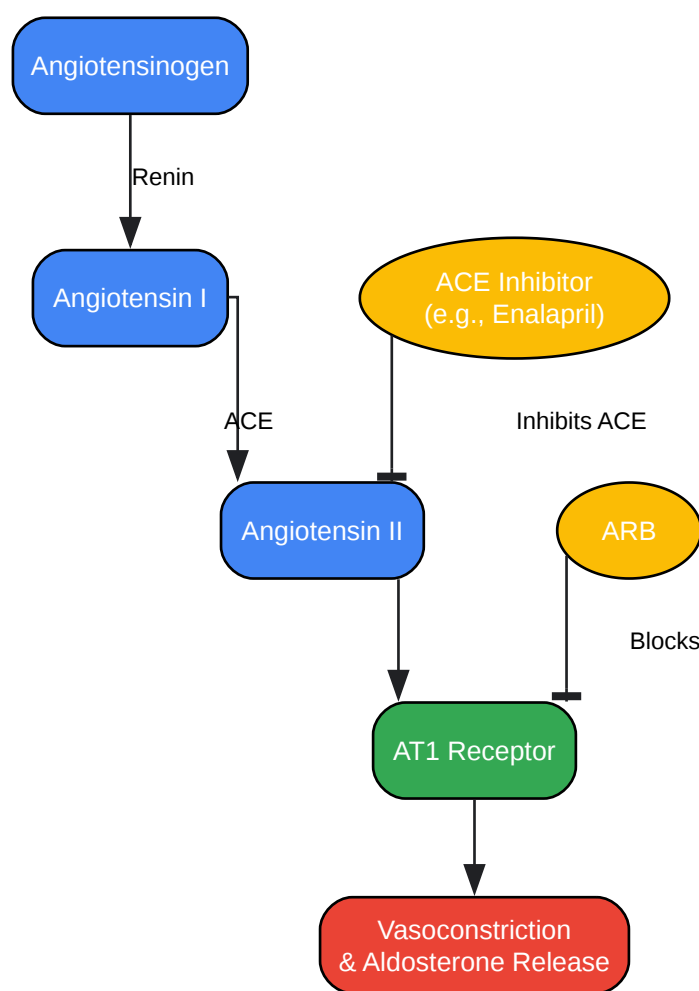 Angiotensinogen
Renin
Angiotensin I
ACE Inhibitor
(e.g., Enalapril)
ACE
Inhibits ACE
Angiotensin II
ARB
Blocks
AT1 Receptor
Vasoconstriction
& Aldosterone Release